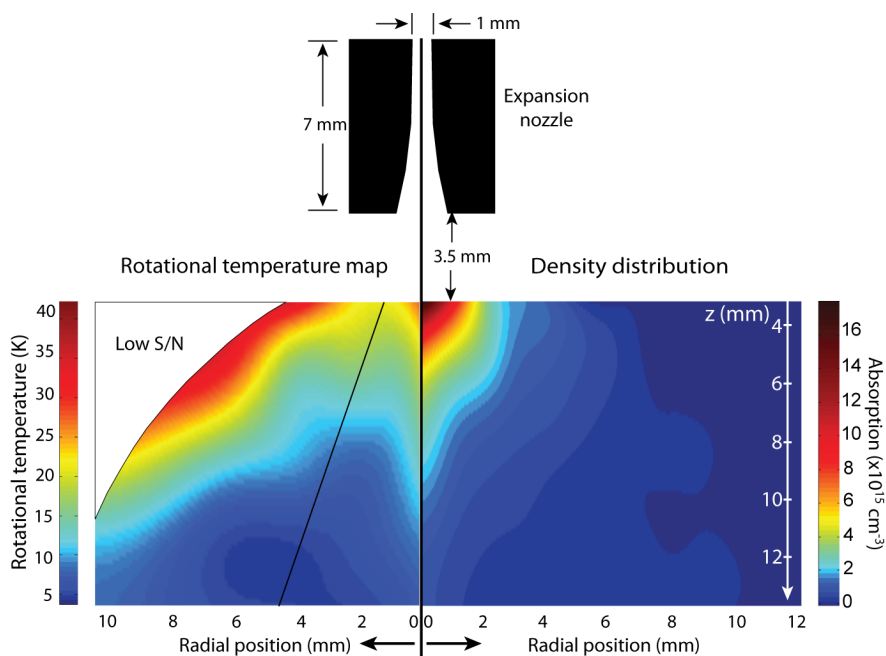 1 mm
7 mm
Expansion
nozzle
3.5 mm
Rotational temperature map
Density distribution
Rotational temperature (K)
40
35
30
25
20
15
10
5
Low S/N
z (mm)
4
6
8
10
12
16
14
12
10
8
6
4
2
0
Absorption (x10¹⁵ cm⁻³)
10 8 6 4 2 0
0 2 4 6 8 10 12
Radial position (mm)
Radial position (mm)